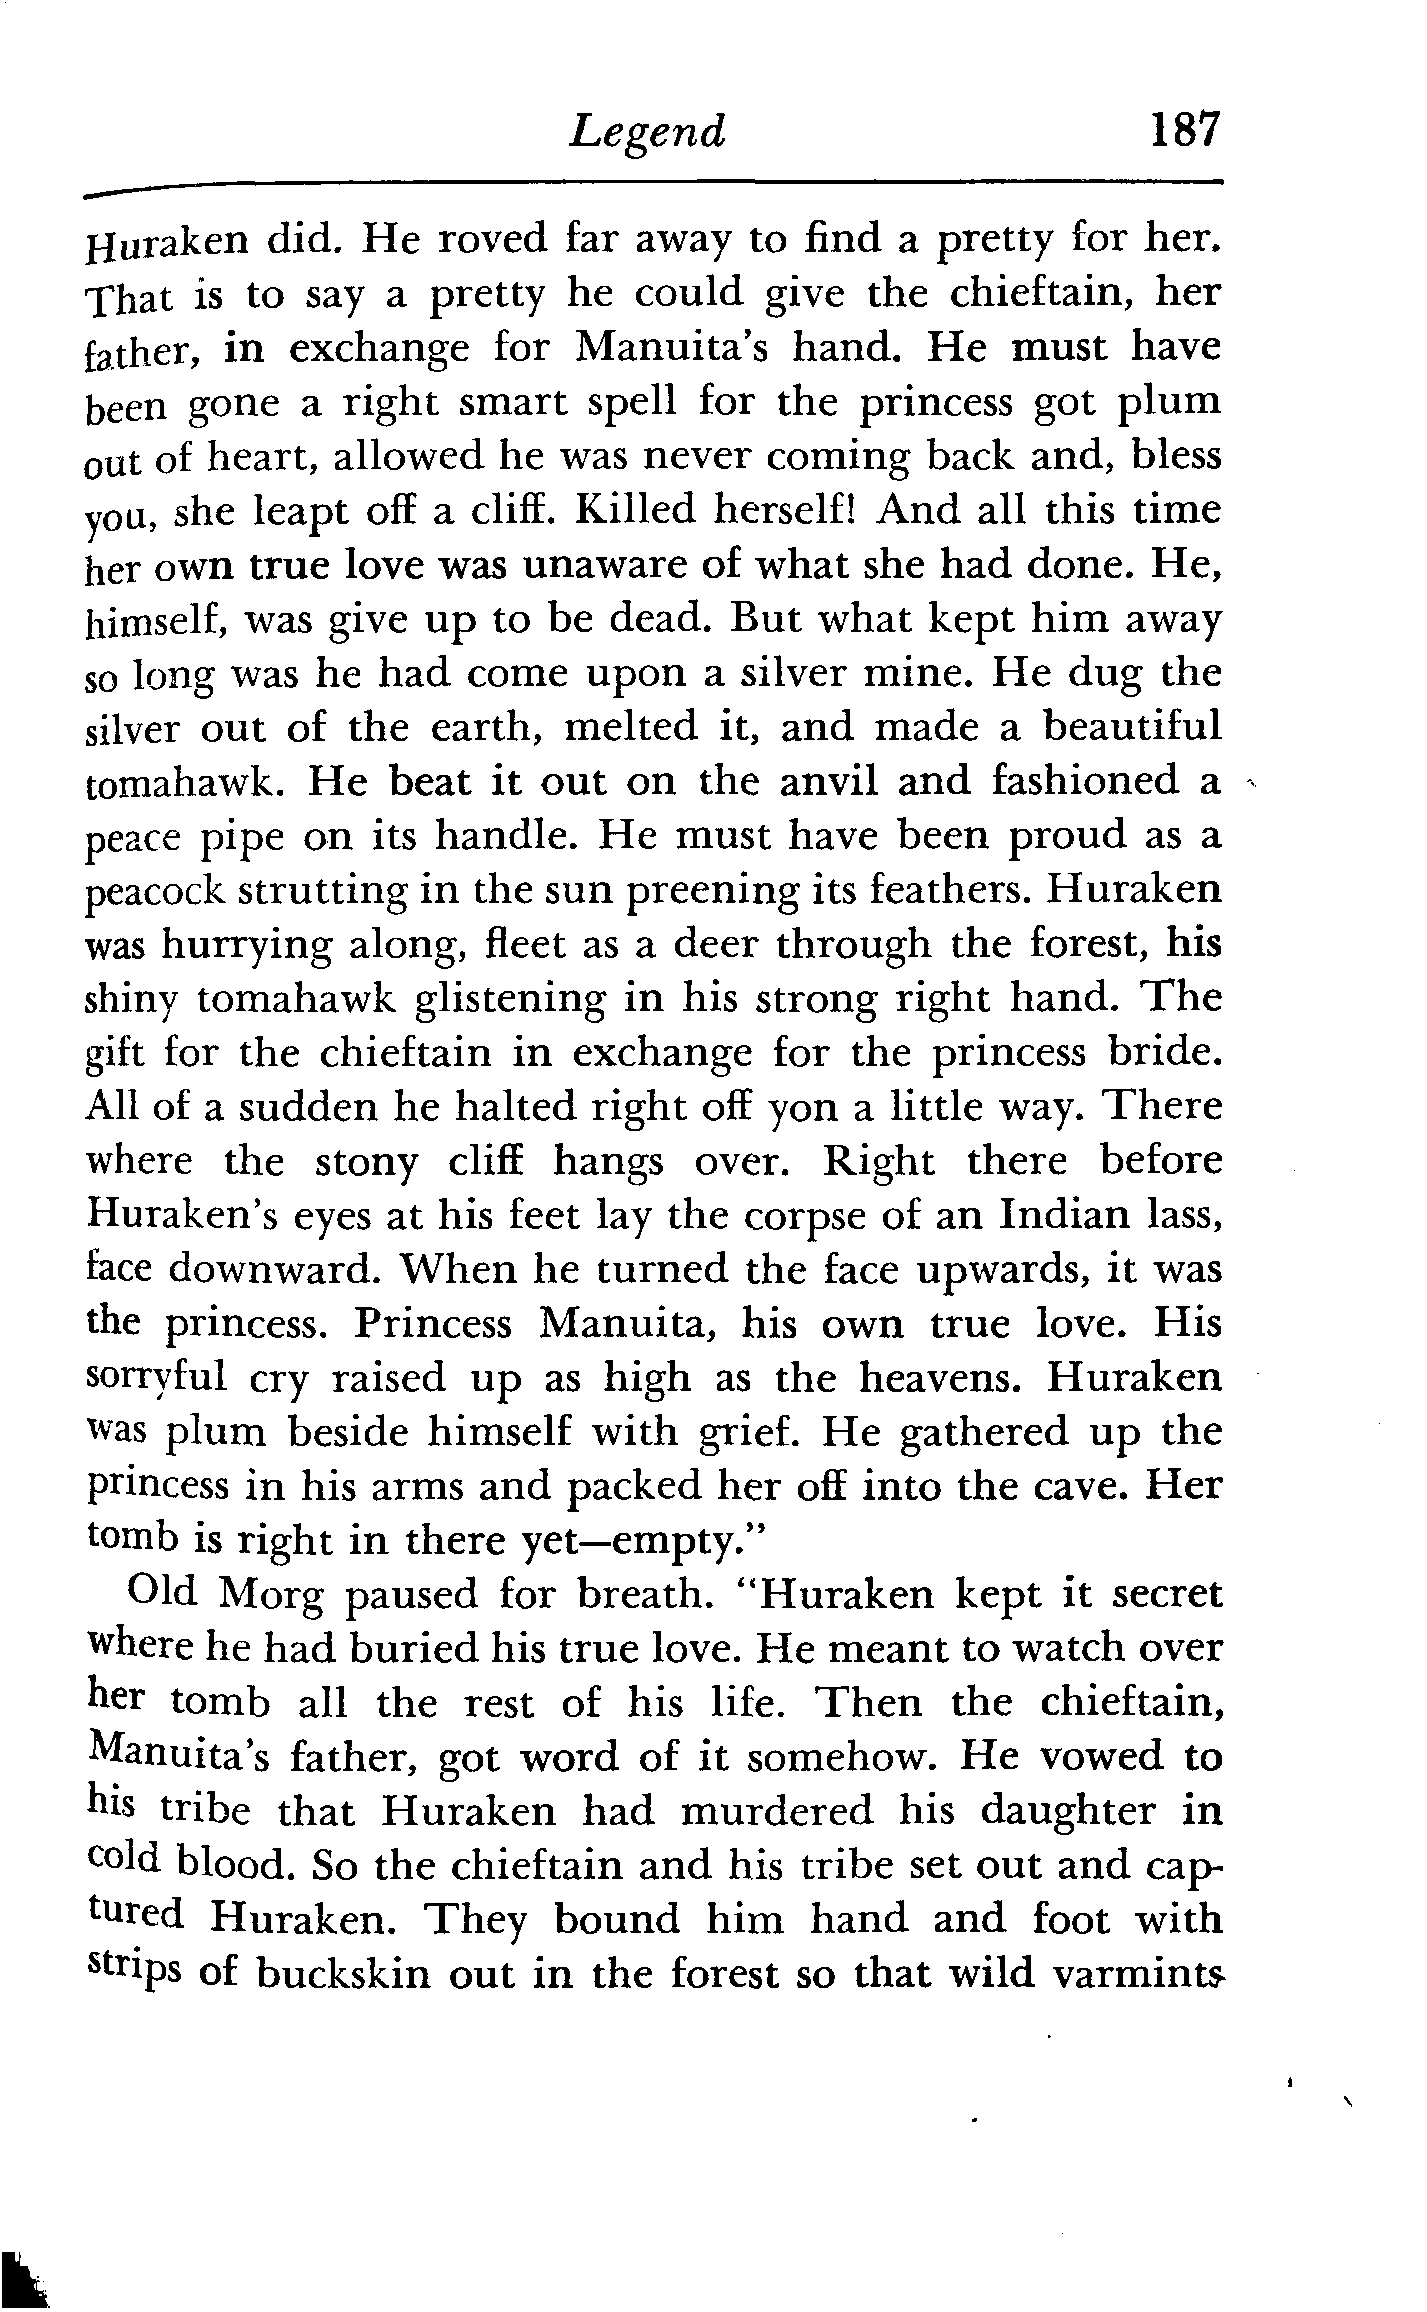 Legend 187
Huraken did. He roved far away to find a pretty for her.
That is to say a pretty he could give the chieftain, her
father, in exchange for Manuita's hand. He must have
been gone a right smart spell for the princess got plum
out of heart, allowed he was never coming back and, bless
you, she leapt off a cliff. Killed herself! And all this time
her own true love was unaware of what she had done. He,
himself, was give up to be dead. But what kept him away
so long was he had come upon a silver mine. He dug the
silver out of the earth, melted it, and made a beautiful
tomahawk. He beat it out on the anvil and fashioned a
peace pipe on its handle. He must have been proud as a
peacock strutting in the sun preening its feathers. Huraken
was hurrying along, fleet as a deer through the forest, his
shiny tomahawk glistening in his strong right hand. The
gift for the chieftain in exchange for the princess bride.
All of a sudden he halted right off yon a little way. There
where the stony cliff hangs over. Right there before
Huraken's eyes at his feet lay the corpse of an Indian lass,
face downward. When he turned the face upwards, it was
the princess. Princess Manuita, his own true love. His
sorryful cry raised up as high as the heavens. Huraken
was plum beside himself with grief. He gathered up the
princess in his arms and packed her off into the cave. Her
tomb is right in there yet—empty."
Old Morg paused for breath. "Huraken kept it secret
where he had buried his true love. He meant to watch over
her tomb all the rest of his life. Then the chieftain,
Manuita's father, got word of it somehow. He vowed to
his tribe that Huraken had murdered his daughter in
cold blood. So the chieftain and his tribe set out and cap-
tured Huraken. They bound him hand and foot with
strips of buckskin out in the forest so that wild varmints